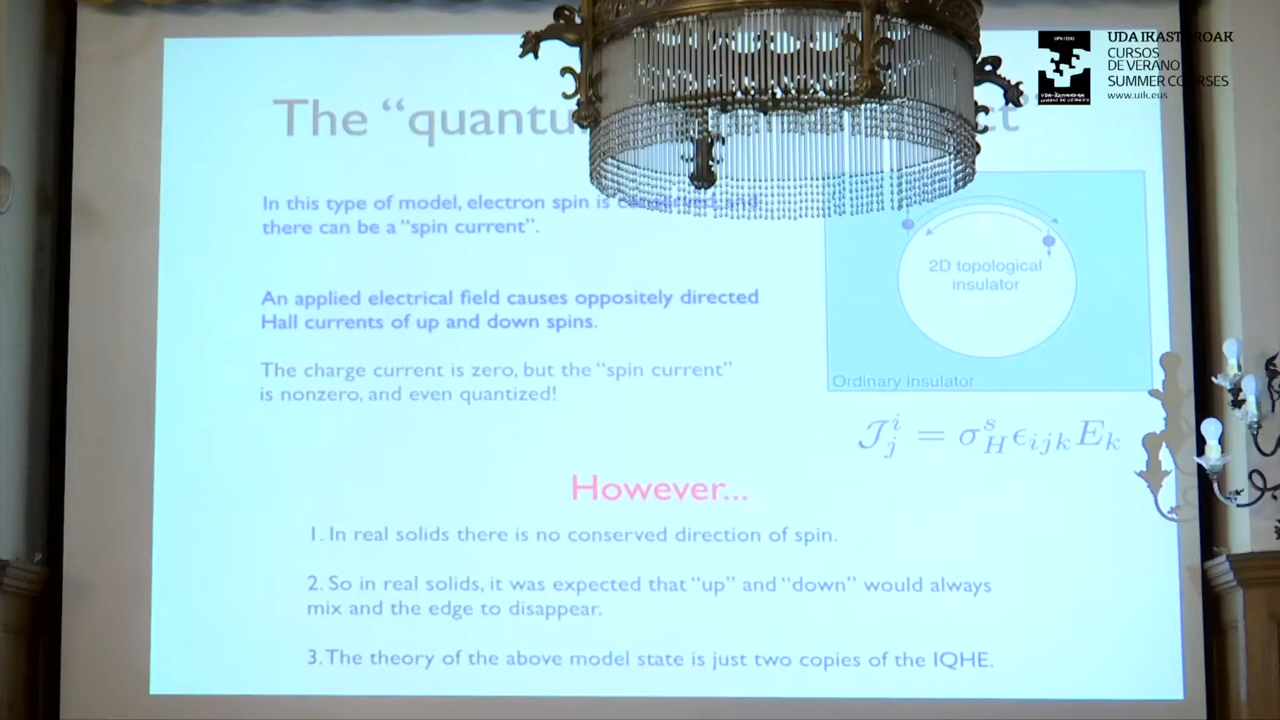 UDA IKASTAROAK
CURSOS
DE VERANO
SUMMER COURSES
www.uik.eus
The “quantu
ct”
In this type of model, electron spin is
there can be a “spin current”.
2D topological
insulator
An applied electrical field causes oppositely directed
Hall currents of up and down spins.
The charge current is zero, but the “spin current”
is nonzero, and even quantized!
Ordinary insulator
𝒥ⁱⱼ = σˢ_H ϵᵢⱼₖ Eₖ
However...
1. In real solids there is no conserved direction of spin.
2. So in real solids, it was expected that “up” and “down” would always
mix and the edge to disappear.
3. The theory of the above model state is just two copies of the IQHE.